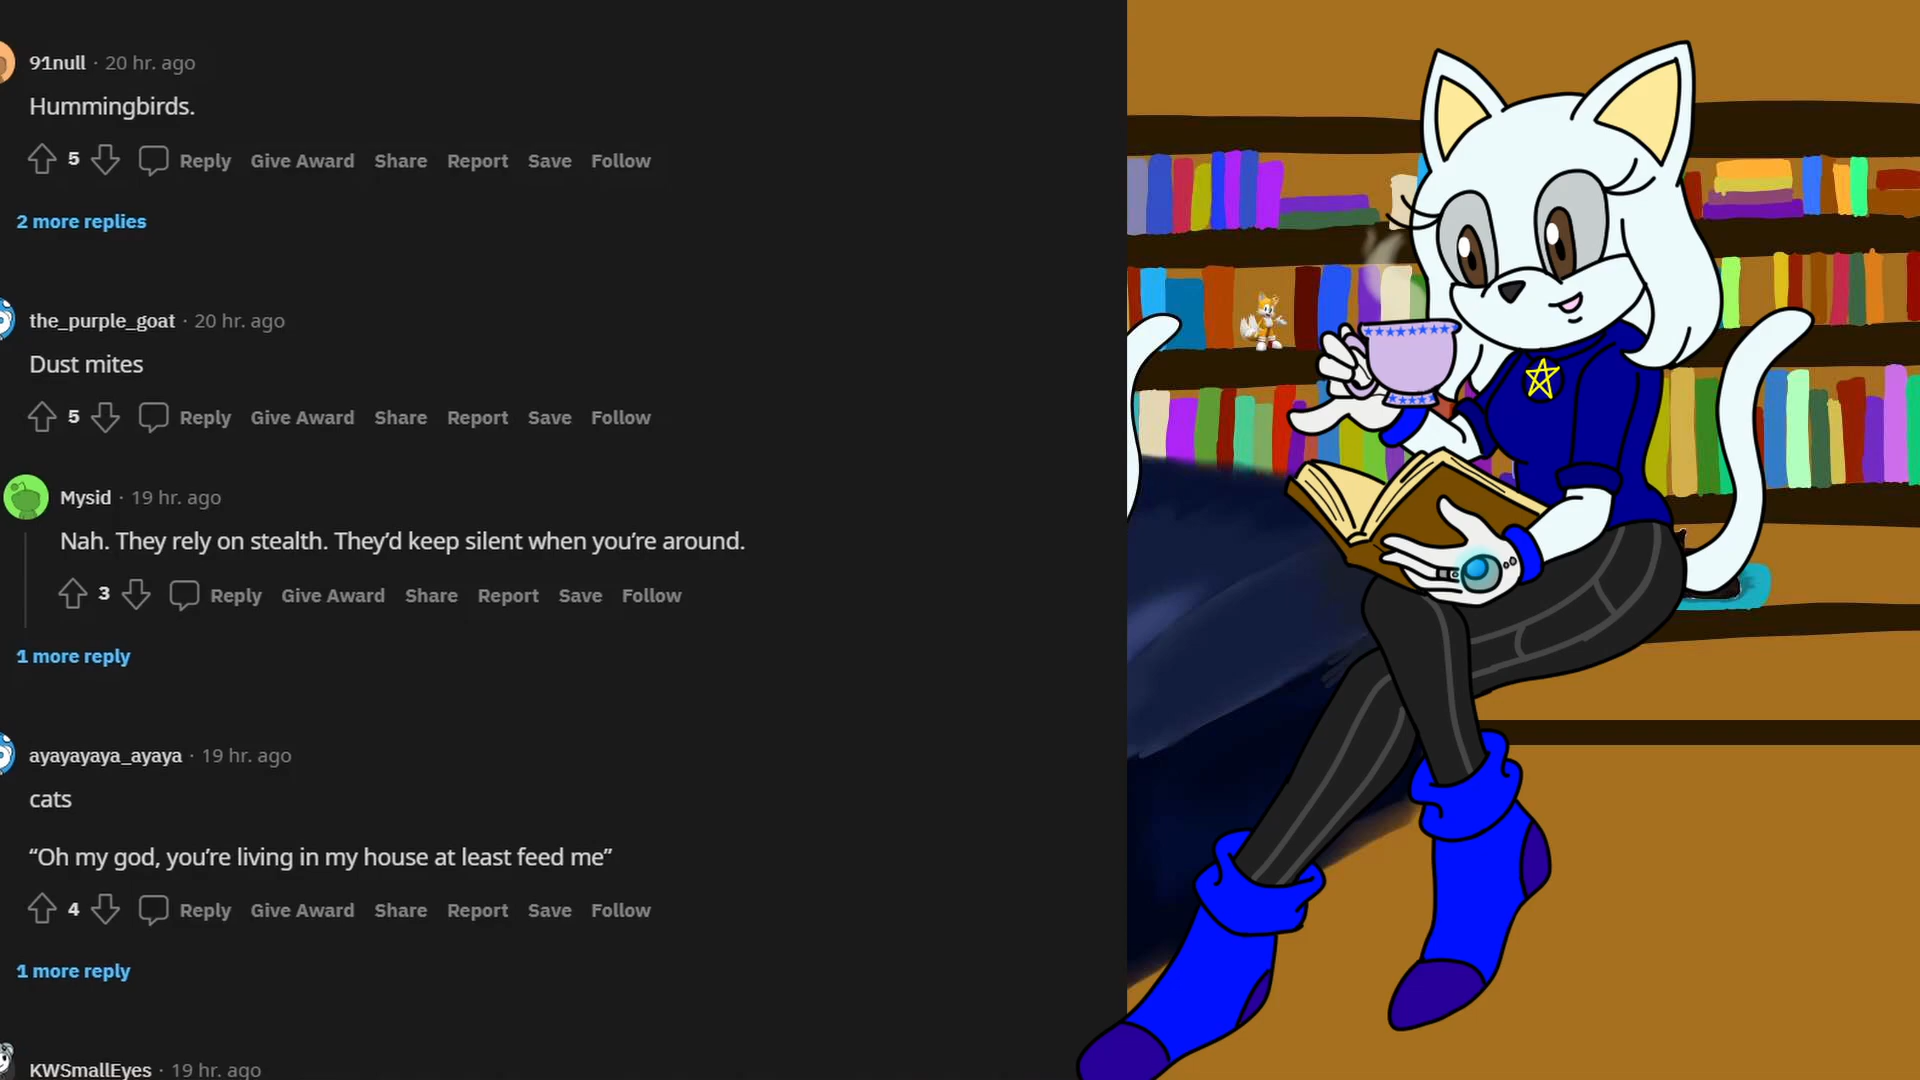 91null · 20 hr. ago
Hummingbirds.
5 Reply Give Award Share Report Save Follow
2 more replies
the_purple_goat · 20 hr. ago
Dust mites
5 Reply Give Award Share Report Save Follow
Mysid · 19 hr. ago
Nah. They rely on stealth. They’d keep silent when you’re around.
3 Reply Give Award Share Report Save Follow
1 more reply
ayayayaya_ayaya · 19 hr. ago
cats
“Oh my god, you’re living in my house at least feed me”
4 Reply Give Award Share Report Save Follow
1 more reply
KWSmallEyes · 19 hr. ago